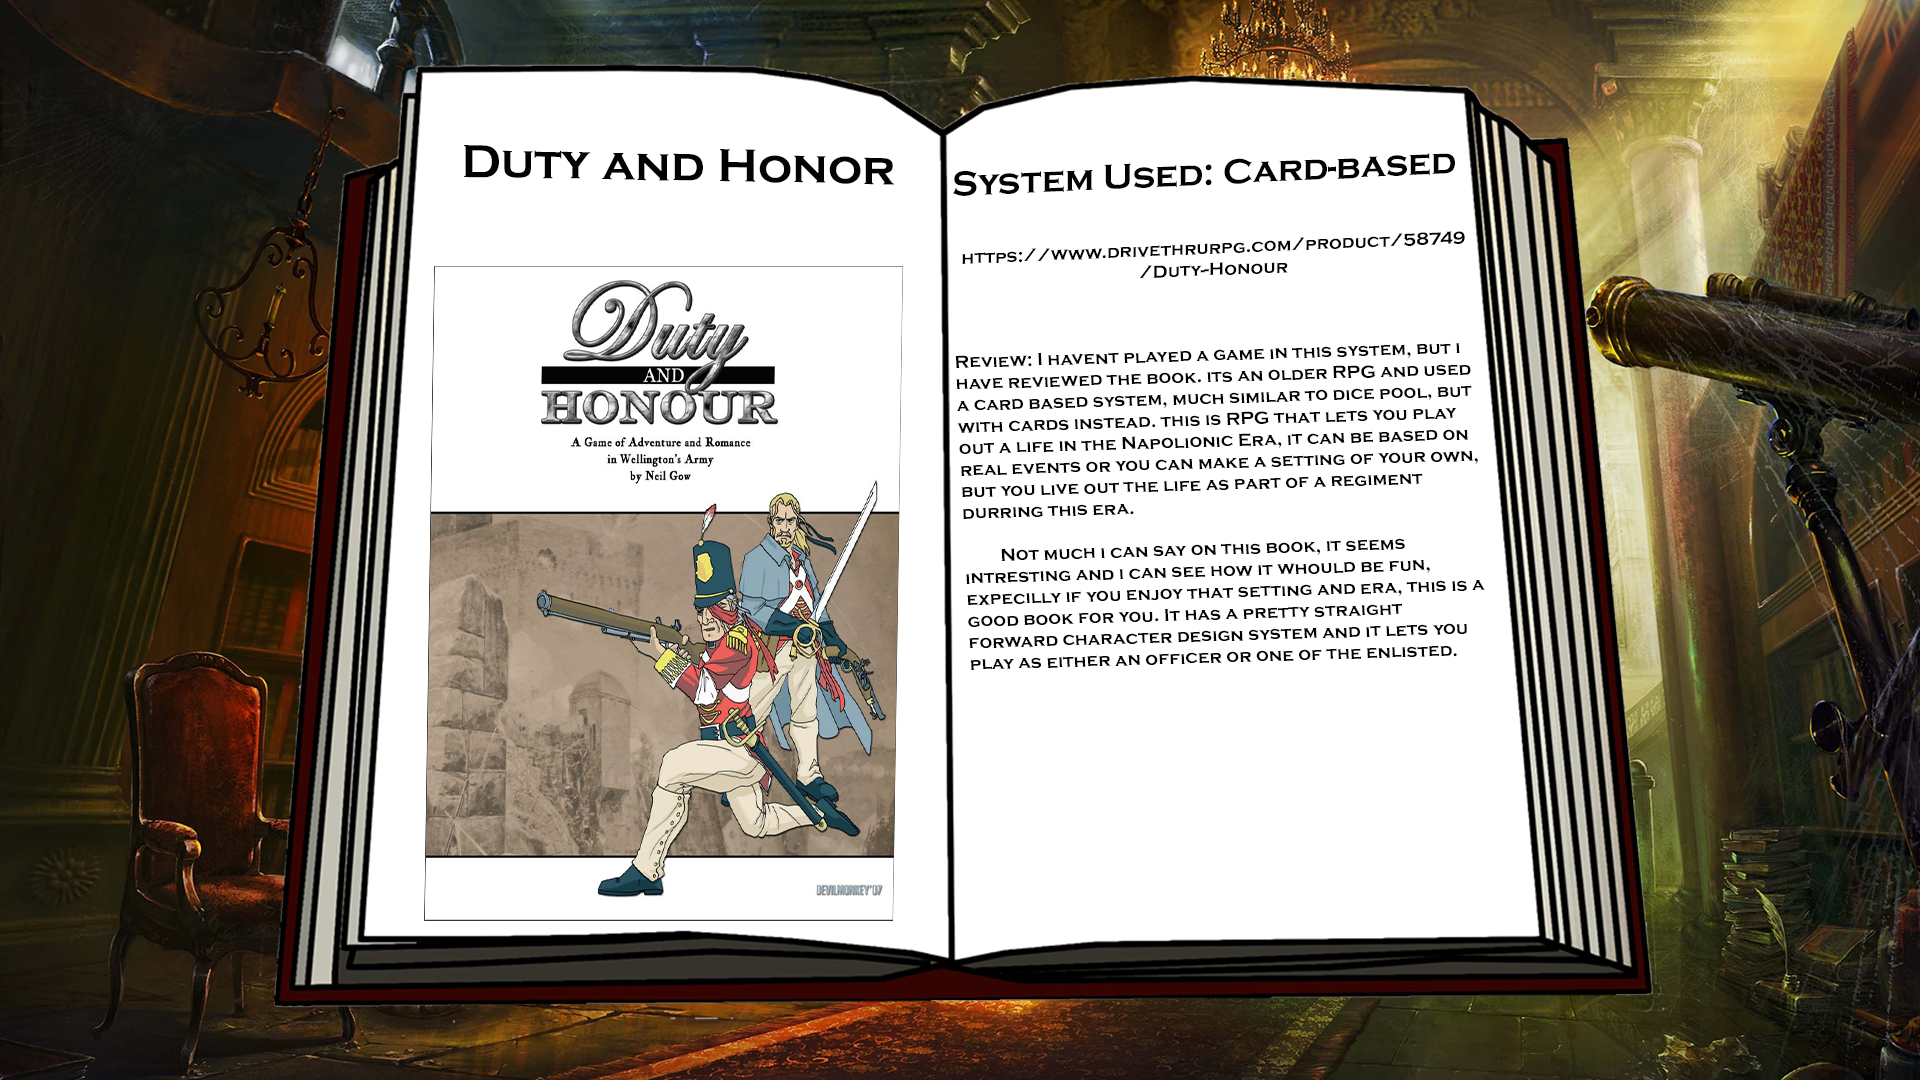 Duty and Honor
Duty
AND
HONOUR
A Game of Adventure and Romance
in Wellington's Army
by Neil Gow
DEVILMONKEY'07
System Used: Card-based
https://www.drivethrurpg.com/product/58749
/Duty-Honour
Review: I havent played a game in this system, but i
have reviewed the book. its an older RPG and used
a card based system, much similar to dice pool, but
with cards instead. this is RPG that lets you play
out a life in the Napolionic Era, it can be based on
real events or you can make a setting of your own,
but you live out the life as part of a regiment
durring this era.
Not much i can say on this book, it seems
intresting and i can see how it whould be fun,
expecilly if you enjoy that setting and era, this is a
good book for you. It has a pretty straight
forward character design system and it lets you
play as either an officer or one of the enlisted.